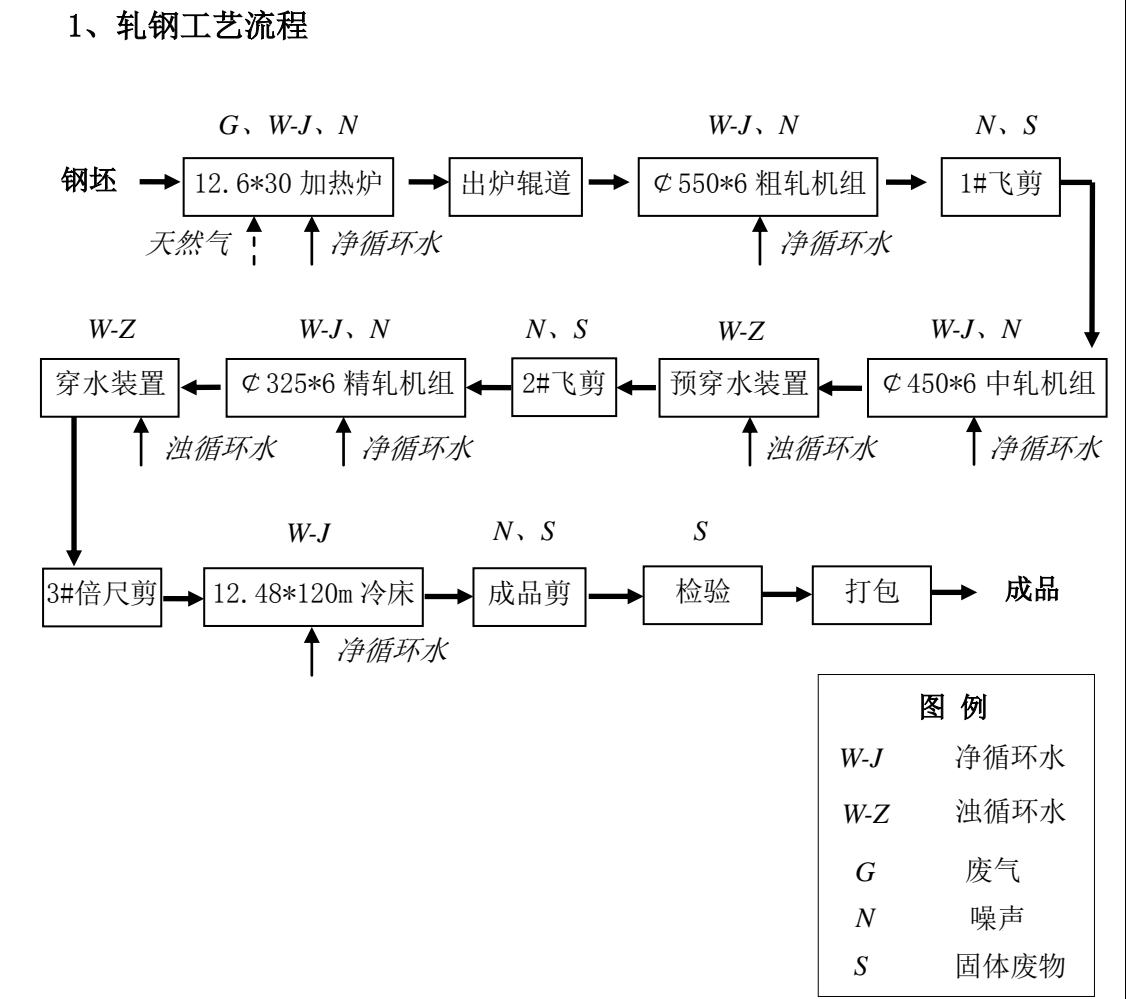 1、轧钢工艺流程
G、W-J、N
W-J、N
N、S
钢坯
12.6*30 加热炉
出炉辊道
₵550*6 粗轧机组
1#飞剪
天然气
净循环水
净循环水
W-Z
W-J、N
N、S
W-Z
W-J、N
穿水装置
₵325*6 精轧机组
2#飞剪
预穿水装置
₵450*6 中轧机组
浊循环水
净循环水
浊循环水
净循环水
W-J
N、S
S
3#倍尺剪
12.48*120m 冷床
成品剪
检验
打包
成品
净循环水
图 例
W-J 净循环水
W-Z 浊循环水
G 废气
N 噪声
S 固体废物